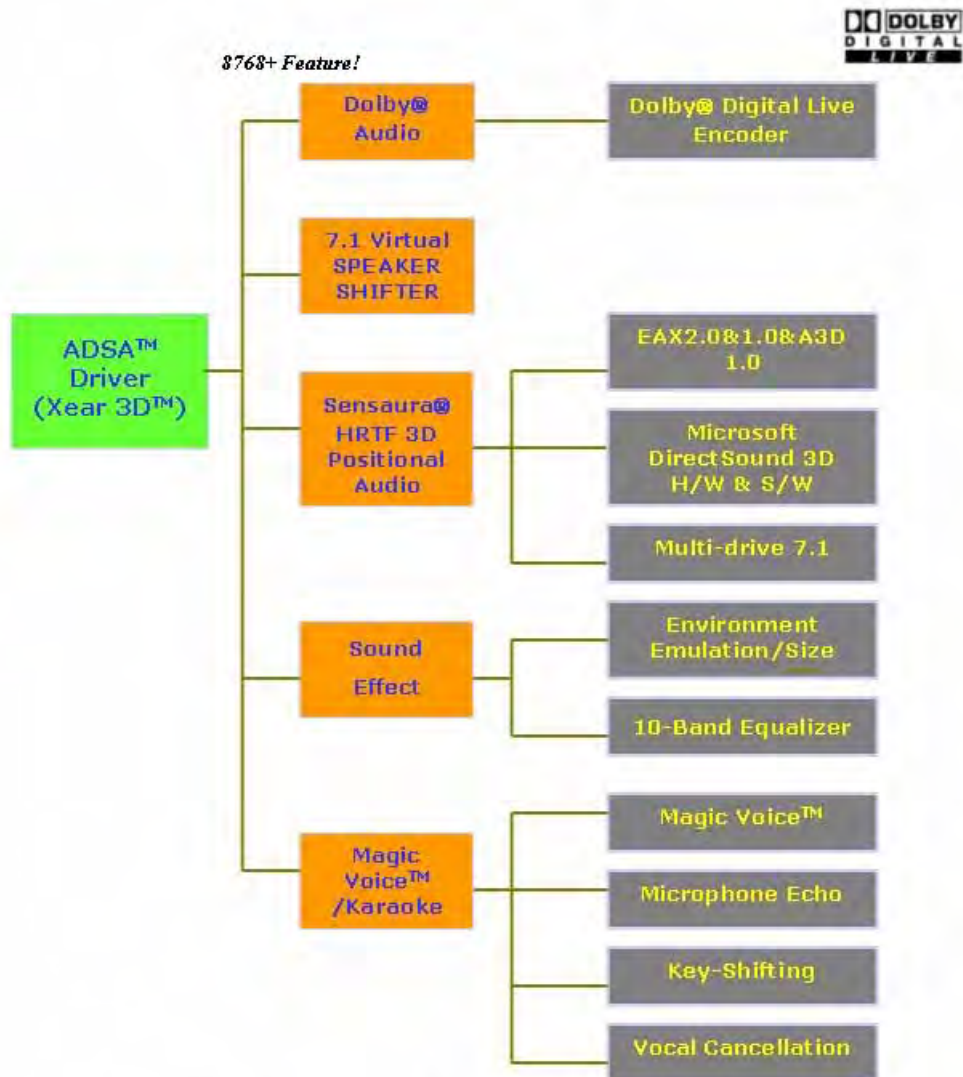 DOLBY
DIGITAL
LIVE
8768+ Feature!
Dolby®
Audio
Dolby® Digital Live
Encoder
7.1 Virtual
SPEAKER
SHIFTER
ADSA™
Driver
(Xear 3D™)
Sensaura®
HRTF 3D
Positional
Audio
EAX2.0&1.0&A3D
1.0
Microsoft
DirectSound 3D
H/W & S/W
Multi-drive 7.1
Sound
Effect
Environment
Emulation/Size
10-Band Equalizer
Magic
Voice™
/Karaoke
Magic Voice™
Microphone Echo
Key-Shifting
Vocal Cancellation